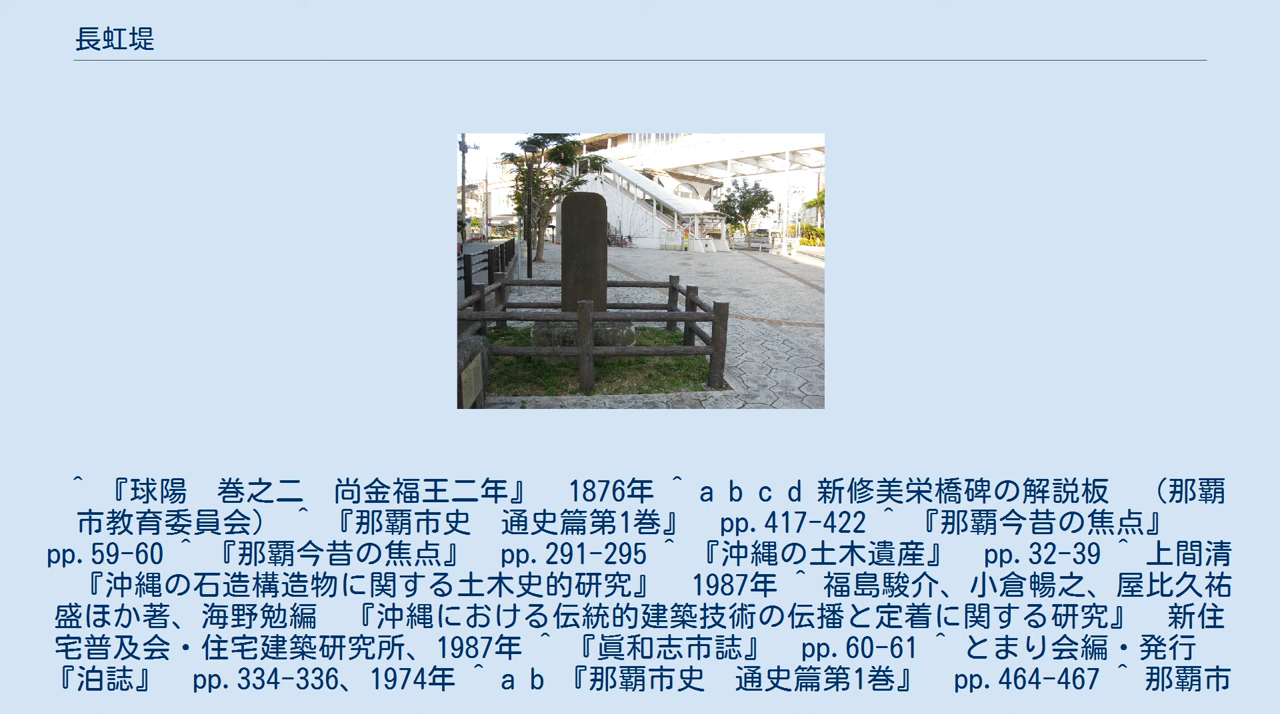 長虹堤
^ 『球陽　巻之二　尚金福王二年』　1876年 ^ a b c d 新修美栄橋碑の解説板　（那覇
市教育委員会） ^ 『那覇市史　通史篇第1巻』　pp.417-422 ^ 『那覇今昔の焦点』
pp.59-60 ^ 『那覇今昔の焦点』　pp.291-295 ^ 『沖縄の土木遺産』　pp.32-39 ^ 上間清
『沖縄の石造構造物に関する土木史的研究』　1987年 ^ 福島駿介、小倉暢之、屋比久祐
盛ほか著、海野勉編　『沖縄における伝統的建築技術の伝播と定着に関する研究』　新住
宅普及会・住宅建築研究所、1987年 ^ 『眞和志市誌』　pp.60-61 ^ とまり会編・発行
『泊誌』　pp.334-336、1974年 ^ a b 『那覇市史　通史篇第1巻』　pp.464-467 ^ 那覇市